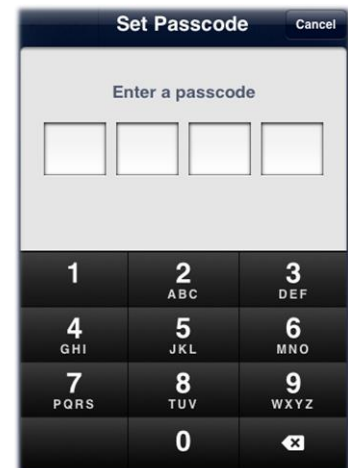 Set Passcode Cancel
Enter a passcode
1 2 3
ABC DEF
4 5 6
GHI JKL MNO
7 8 9
PQRS TUV WXYZ
0